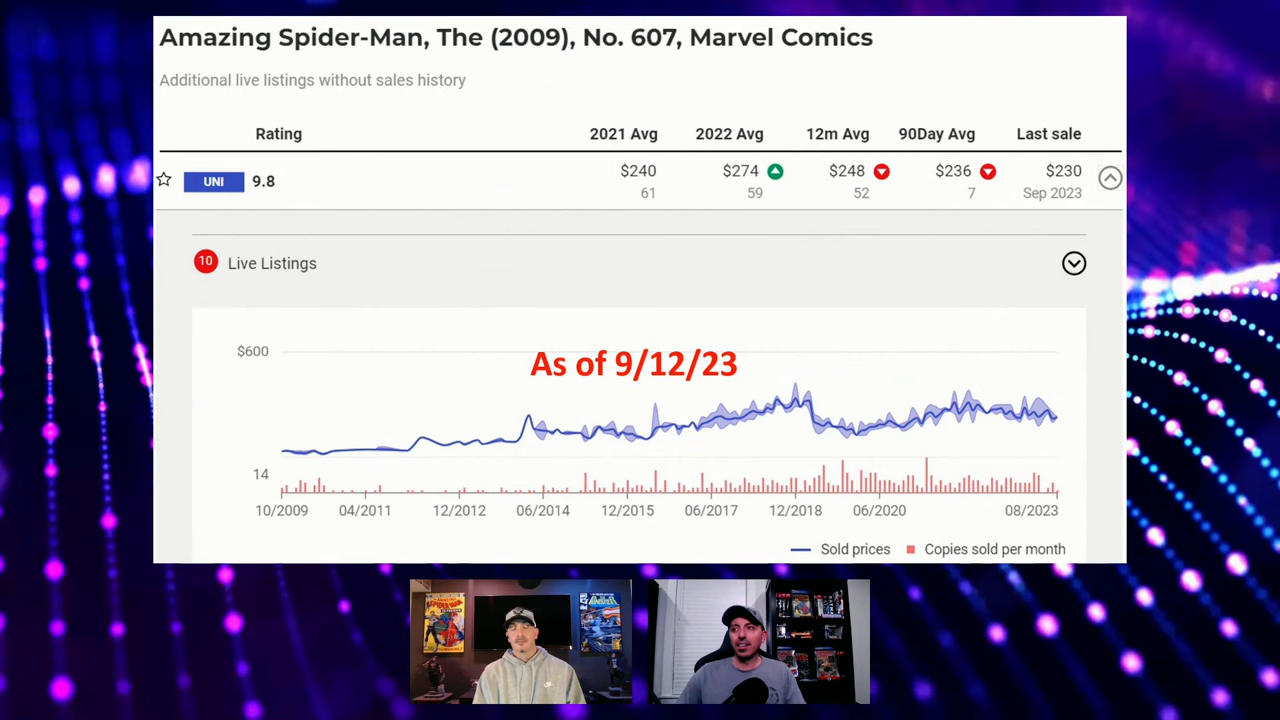 Amazing Spider-Man, The (2009), No. 607, Marvel Comics
Additional live listings without sales history
Rating 2021 Avg 2022 Avg 12m Avg 90Day Avg Last sale
UNI 9.8 $240 $274 $248 $236 $230
61 59 52 7 Sep 2023
10 Live Listings
As of 9/12/23
$600
14
10/2009 04/2011 12/2012 06/2014 12/2015 06/2017 12/2018 06/2020 08/2023
Sold prices Copies sold per month